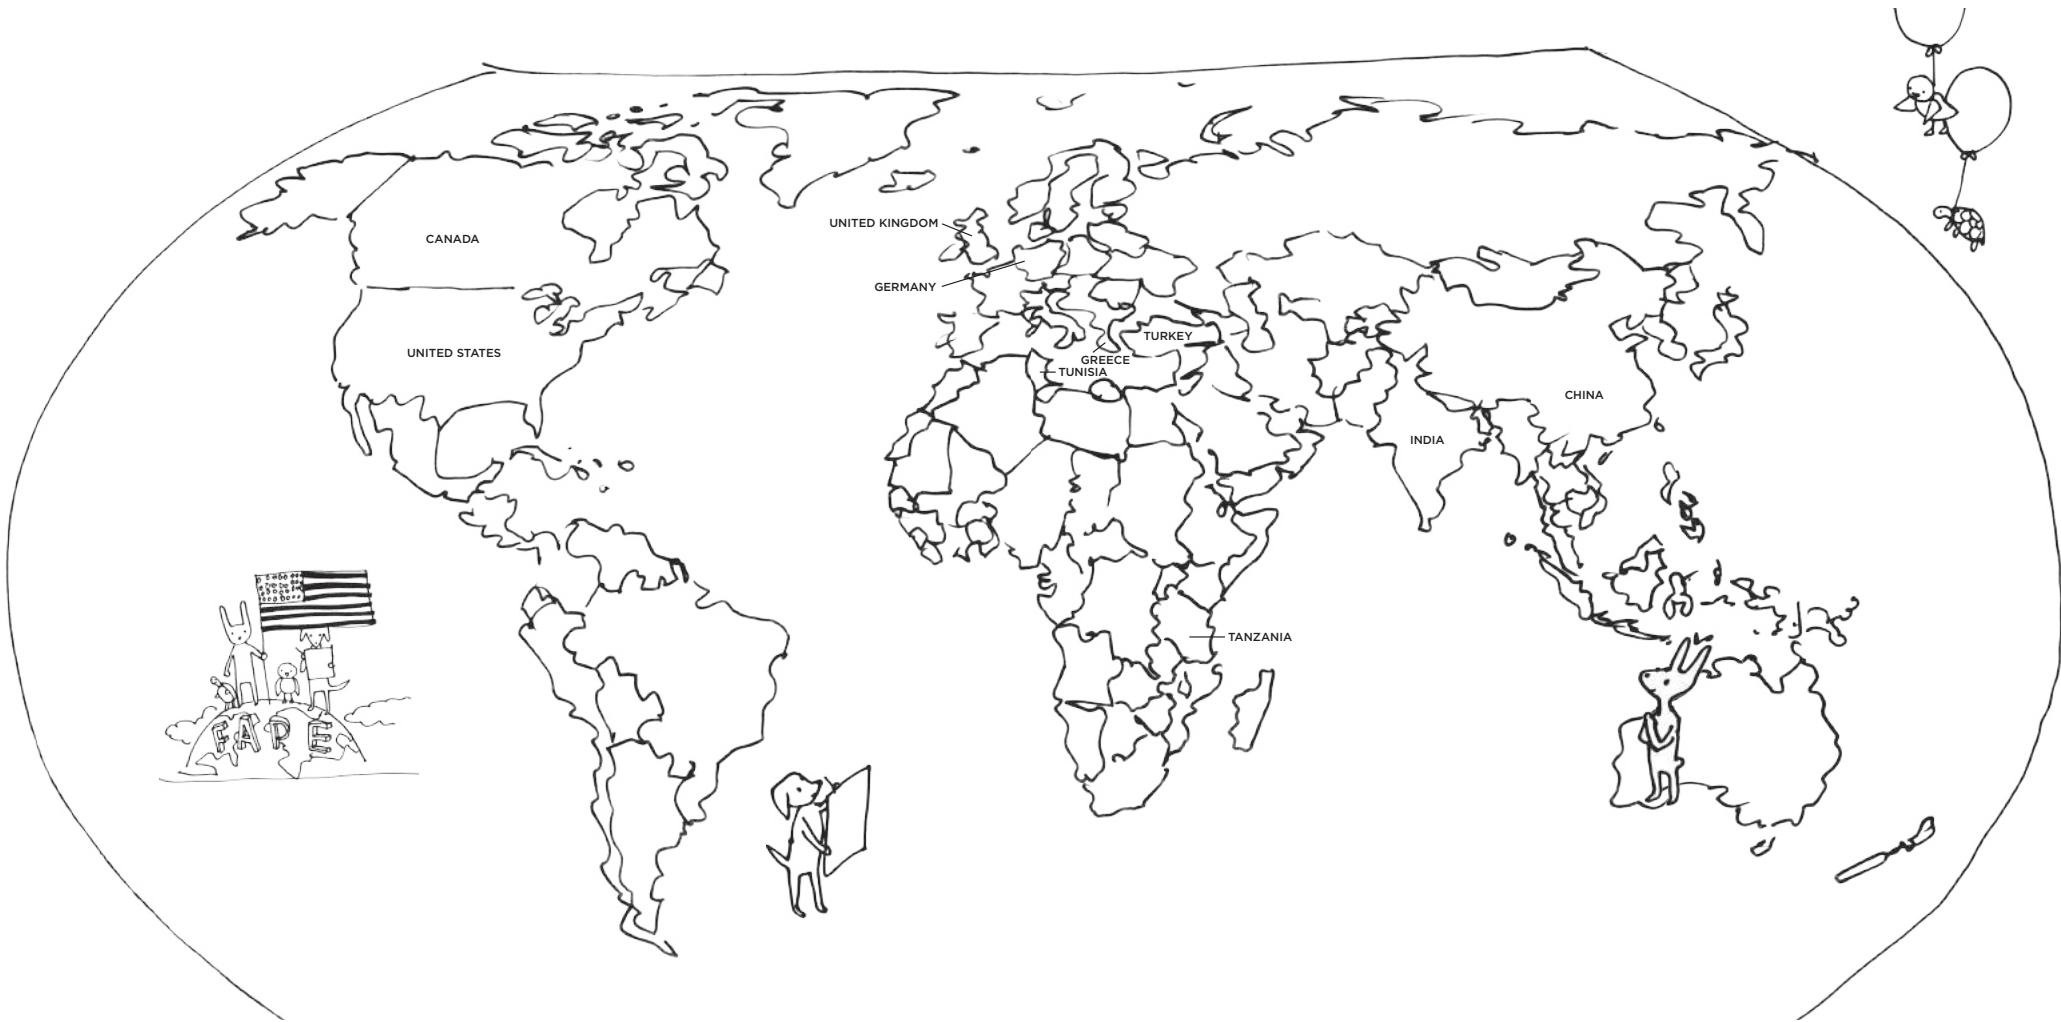 UNITED KINGDOM
CANADA
GERMANY
TURKEY
UNITED STATES
GREECE
TUNISIA
CHINA
INDIA
TANZANIA
FAPE